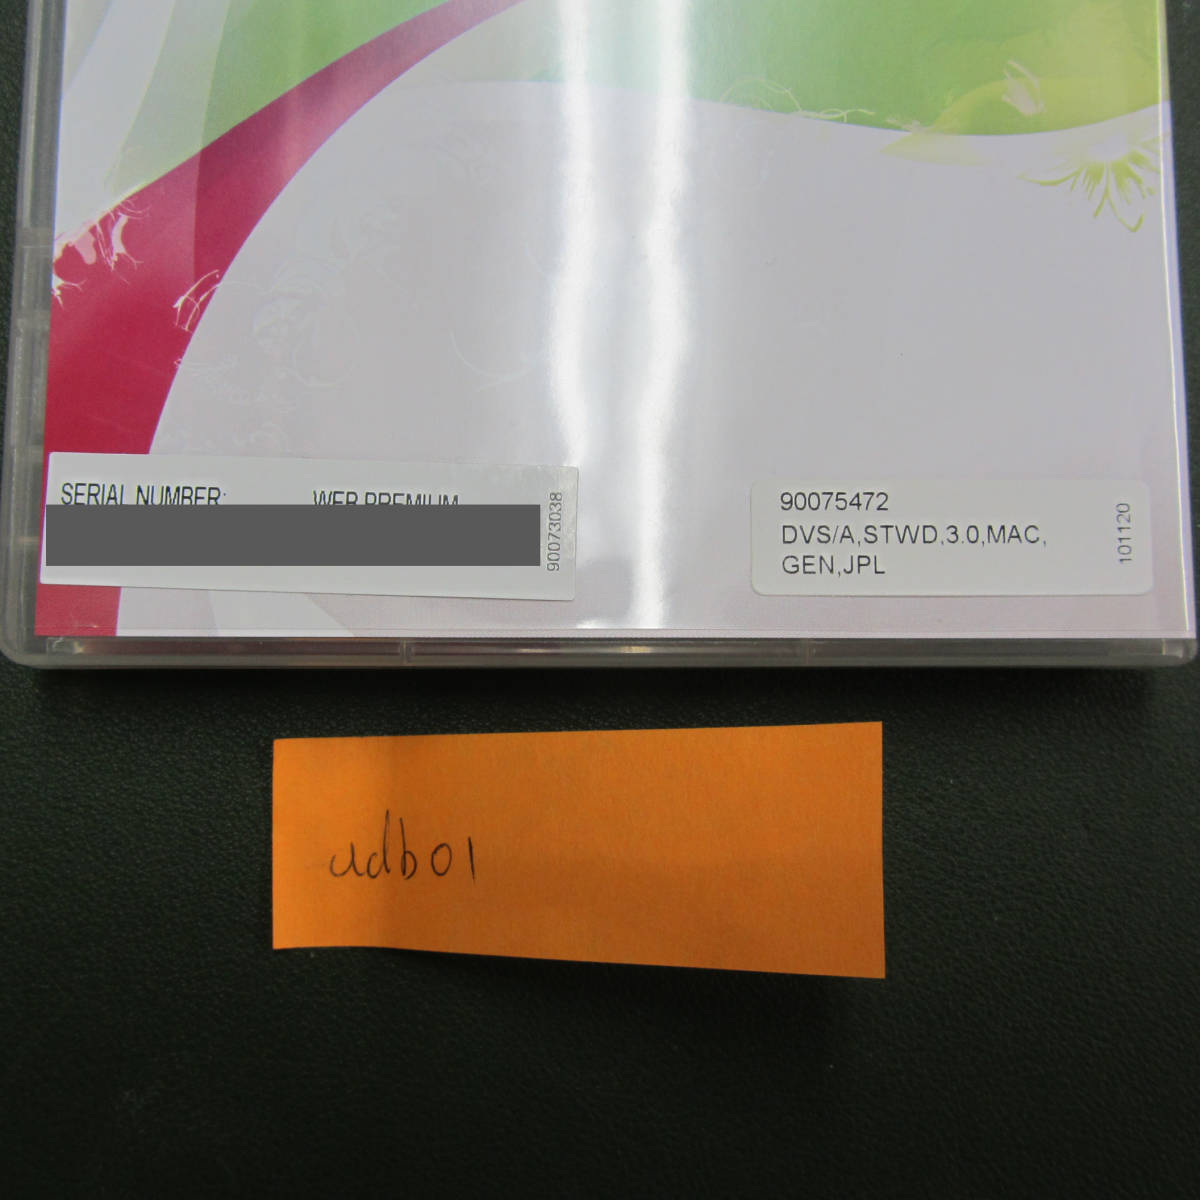 SERIAL NUMBER: WEB PREMIUM
90073038
90075472
DVS/A,STWD,3.0,MAC,
GEN,JPL
101120
udb01